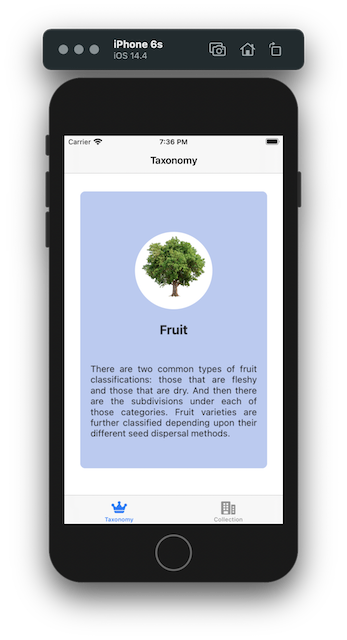 iPhone 6s
iOS 14.4
Carrier 7:36 PM
Taxonomy
Fruit
There are two common types of fruit
classifications: those that are fleshy
and those that are dry. And then there
are the subdivisions under each of
those categories. Fruit varieties are
further classified depending upon their
different seed dispersal methods.
Taxonomy Collection